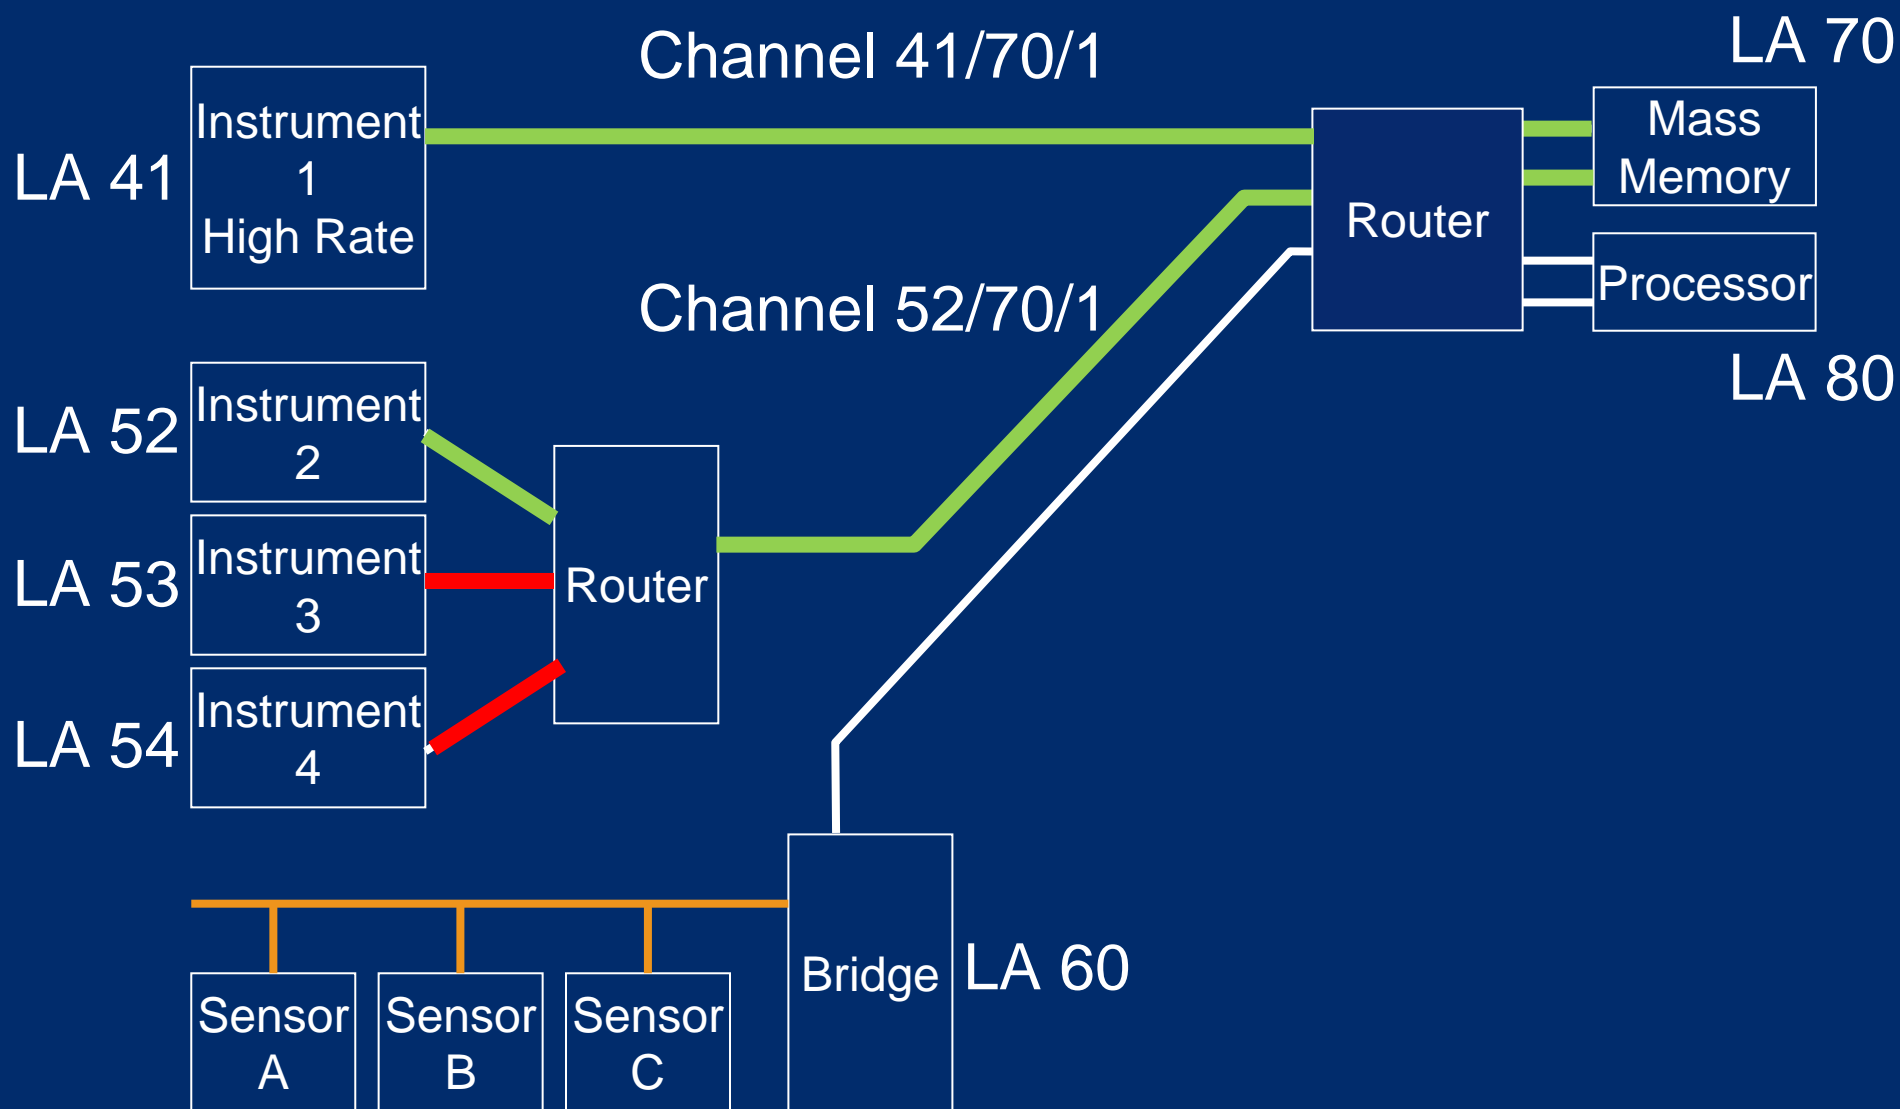 Channel 41/70/1
LA 70
Instrument
1
High Rate
LA 41
Mass
Memory
Router
Processor
LA 80
Channel 52/70/1
LA 52
Instrument
2
LA 53
Instrument
3
Router
LA 54
Instrument
4
Bridge
LA 60
Sensor
A
Sensor
B
Sensor
C